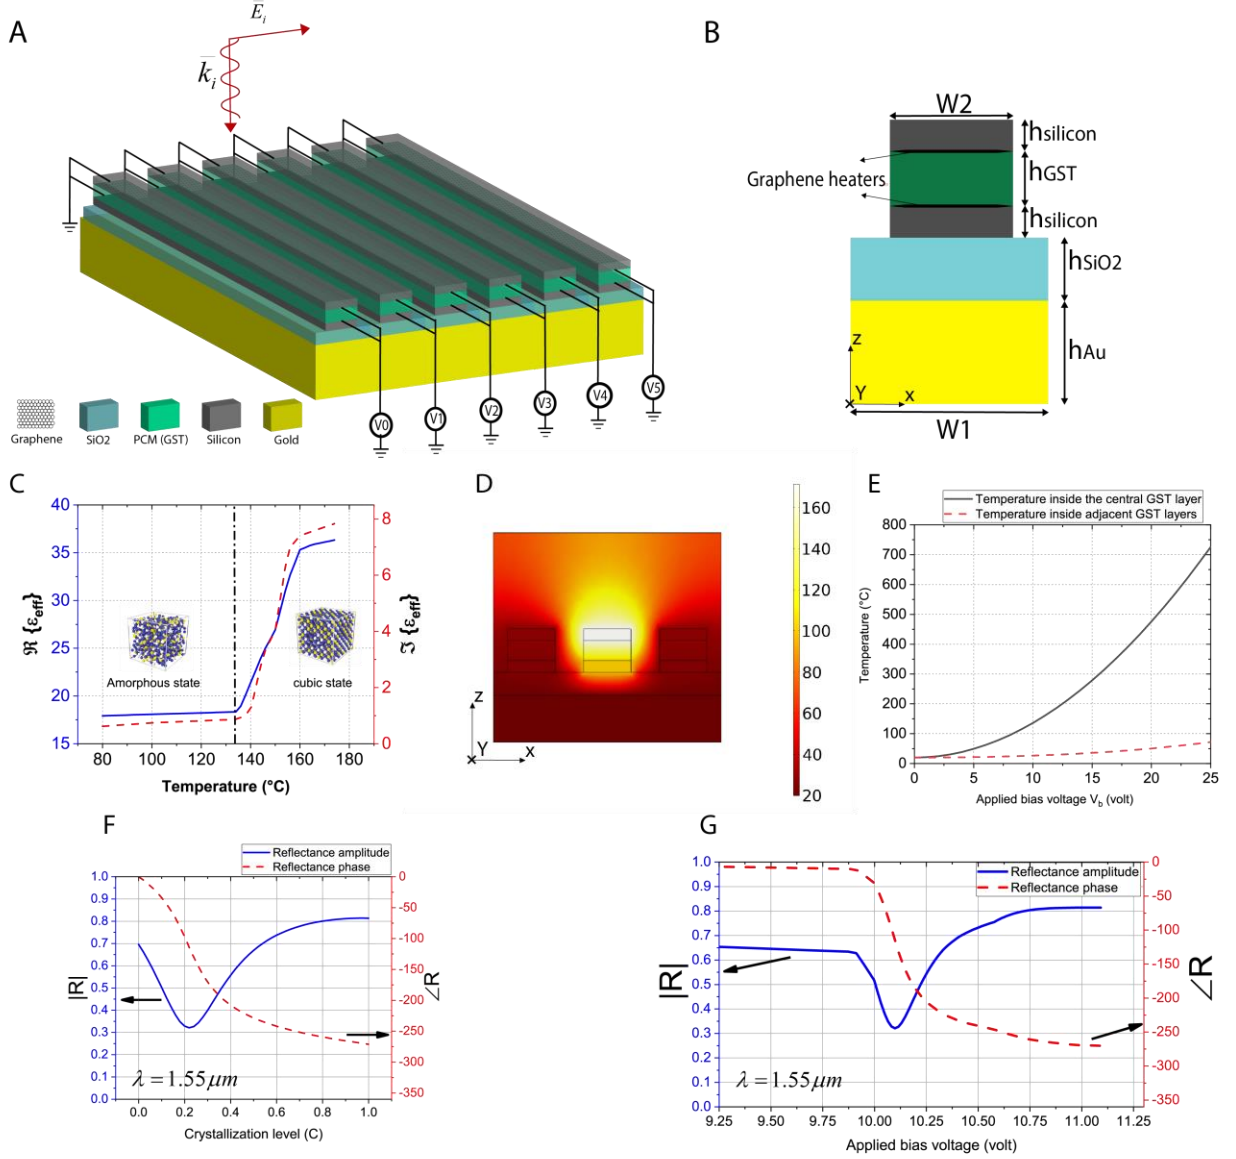 A
E̅i
k̅i
V0
V1
V2
V3
V4
V5
Graphene
SiO2
PCM (GST)
Silicon
Gold
B
W2
hsilicon
Graphene heaters
hGST
hsilicon
hSiO2
hAu
z
Y
x
W1
C
40
35
30
25
20
15
ℜ {εeff}
8
6
4
2
0
ℑ {εeff}
Amorphous state
cubic state
80 100 120 140 160 180
Temperature (°C)
D
z
Y
x
160
140
120
100
80
60
40
20
E
Temperature inside the central GST layer
Temperature inside adjacent GST layers
800
700
600
500
400
300
200
100
0
Temperature (°C)
0 5 10 15 20 25
Applied bias voltage Vb (volt)
F
Reflectance amplitude
Reflectance phase
1.0
0.9
0.8
0.7
0.6
0.5
0.4
0.3
0.2
0.1
0.0
|R|
0
-50
-100
-150
-200
-250
-300
-350
∠R
λ = 1.55μm
0.0 0.2 0.4 0.6 0.8 1.0
Crystallization level (C)
G
Reflectance amplitude
Reflectance phase
1.0
0.9
0.8
0.7
0.6
0.5
0.4
0.3
0.2
0.1
0.0
|R|
0
-50
-100
-150
-200
-250
-300
-350
∠R
λ = 1.55μm
9.25 9.50 9.75 10.00 10.25 10.50 10.75 11.00 11.25
Applied bias voltage (volt)